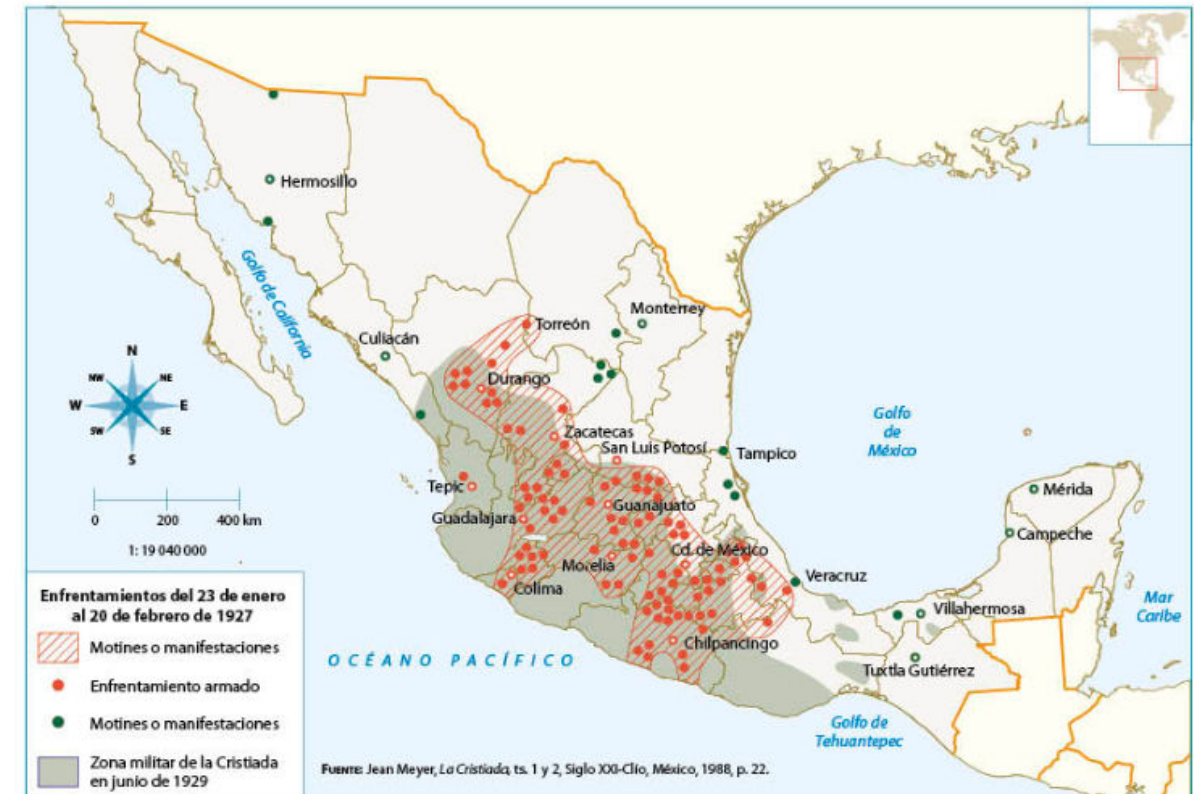 Hermosillo
Golfo de California
Monterrey
Torreón
Culiacán
Durango
N
NW
NE
W
E
SW
SE
S
Zacatecas
San Luis Potosí
Tampico
Golfo
de
México
Tepic
Guanajuato
Guadalajara
Mérida
Campeche
0 200 400 km
1: 19 040 000
Cd. de México
Morelia
Colima
Veracruz
Villahermosa
Mar
Caribe
Chilpancingo
Tuxtla Gutiérrez
OCÉANO PACÍFICO
Golfo de
Tehuantepec
Enfrentamientos del 23 de enero
al 20 de febrero de 1927
Motines o manifestaciones
Enfrentamiento armado
Motines o manifestaciones
Zona militar de la Cristiada
en junio de 1929
FUENTE: Jean Meyer, La Cristiada, ts. 1 y 2, Siglo XXI-Clío, México, 1988, p. 22.